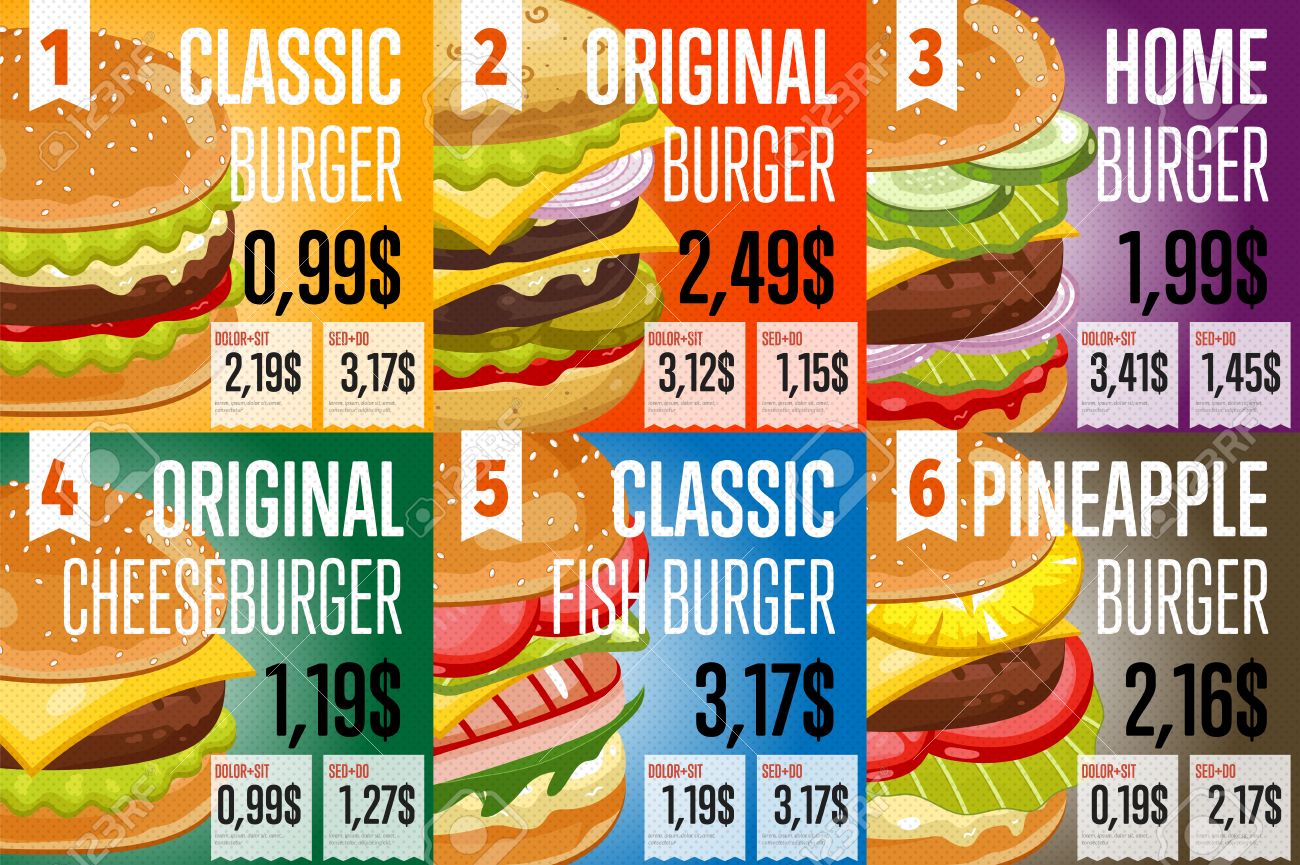 1
CLASSIC
BURGER
0,99$
DOLOR+SIT
2,19$
lorem, ipsum, dolor sit, amet,
consectetur
SED+DO
3,17$
lorem, ipsum, dolor sit, amet,
consectetur adipiscing elit,
2
ORIGINAL
BURGER
2,49$
DOLOR+SIT
3,12$
lorem, ipsum, dolor sit, amet,
consectetur
SED+DO
1,15$
lorem, ipsum, dolor sit, amet,
consectetur adipiscing elit,
3
HOME
BURGER
1,99$
DOLOR+SIT
3,41$
lorem, ipsum, dolor sit, amet,
consectetur
SED+DO
1,45$
lorem, ipsum, dolor sit, amet,
consectetur adipiscing elit,
4
ORIGINAL
CHEESEBURGER
1,19$
DOLOR+SIT
0,99$
lorem, ipsum, dolor sit, amet,
consectetur
SED+DO
1,27$
lorem, ipsum, dolor sit, amet,
consectetur adipiscing elit,
5
CLASSIC
FISH BURGER
3,17$
DOLOR+SIT
1,19$
lorem, ipsum, dolor sit, amet,
consectetur
SED+DO
3,17$
lorem, ipsum, dolor sit, amet,
consectetur adipiscing elit,
6
PINEAPPLE
BURGER
2,16$
DOLOR+SIT
0,19$
lorem, ipsum, dolor sit, amet,
consectetur
SED+DO
2,17$
lorem, ipsum, dolor sit, amet,
consectetur adipiscing elit,
123RF